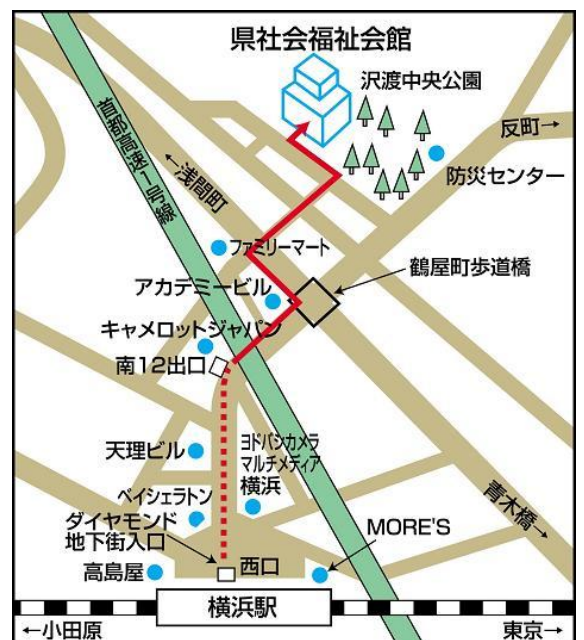 県社会福祉会館
沢渡中央公園
反町→
首都高速1号線
←浅間町
防災センター
ファミリーマート
鶴屋町歩道橋
アカデミービル
キャメロットジャパン
南12出口
天理ビル
ヨドバシカメラ
マルチメディア
横浜
ベイシェラトン
ダイヤモンド
地下街入口
MORE'S
青木橋→
高島屋
西口
横浜駅
←小田原
東京→